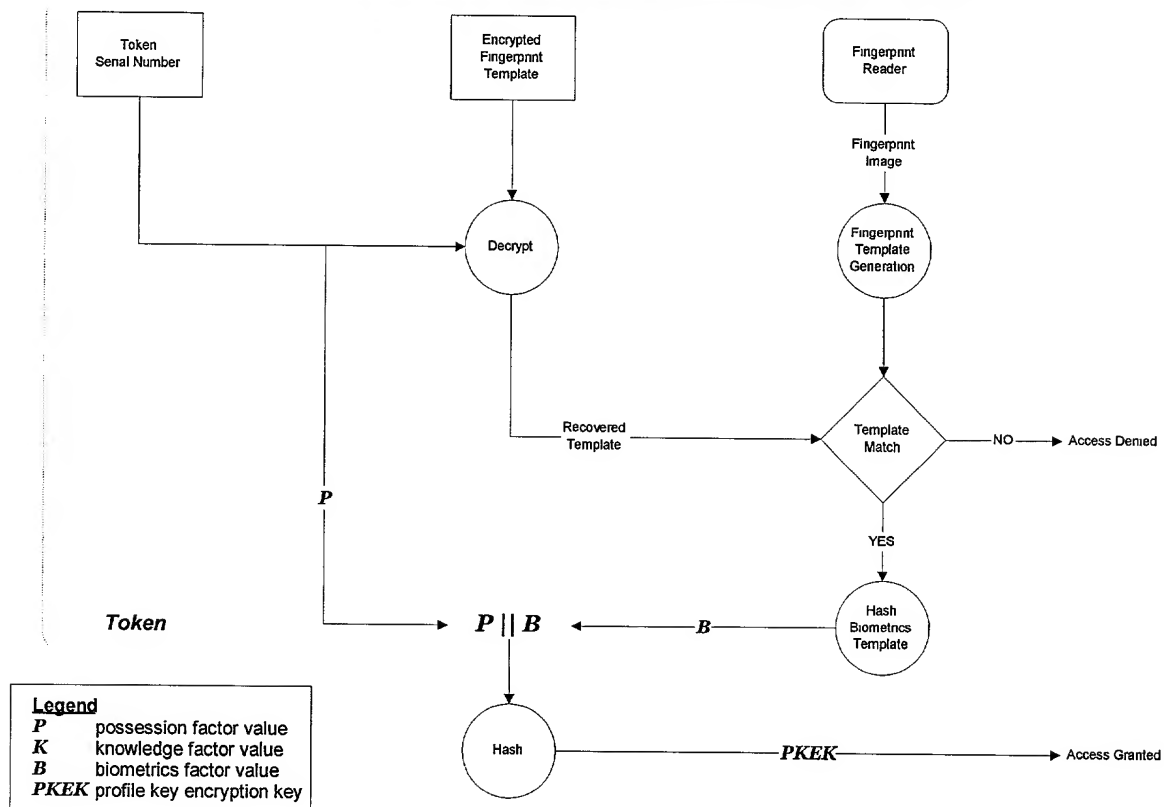 Token
Serial Number
Encrypted
Fingerprint
Template
Fingerprint
Reader
Fingerprint
Image
Decrypt
Fingerprint
Template
Generation
Recovered
Template
Template
Match
NO
Access Denied
P
YES
Token
P || B
B
Hash
Biometrics
Template
Legend
P possession factor value
K knowledge factor value
B biometrics factor value
PKEK profile key encryption key
Hash
PKEK
Access Granted